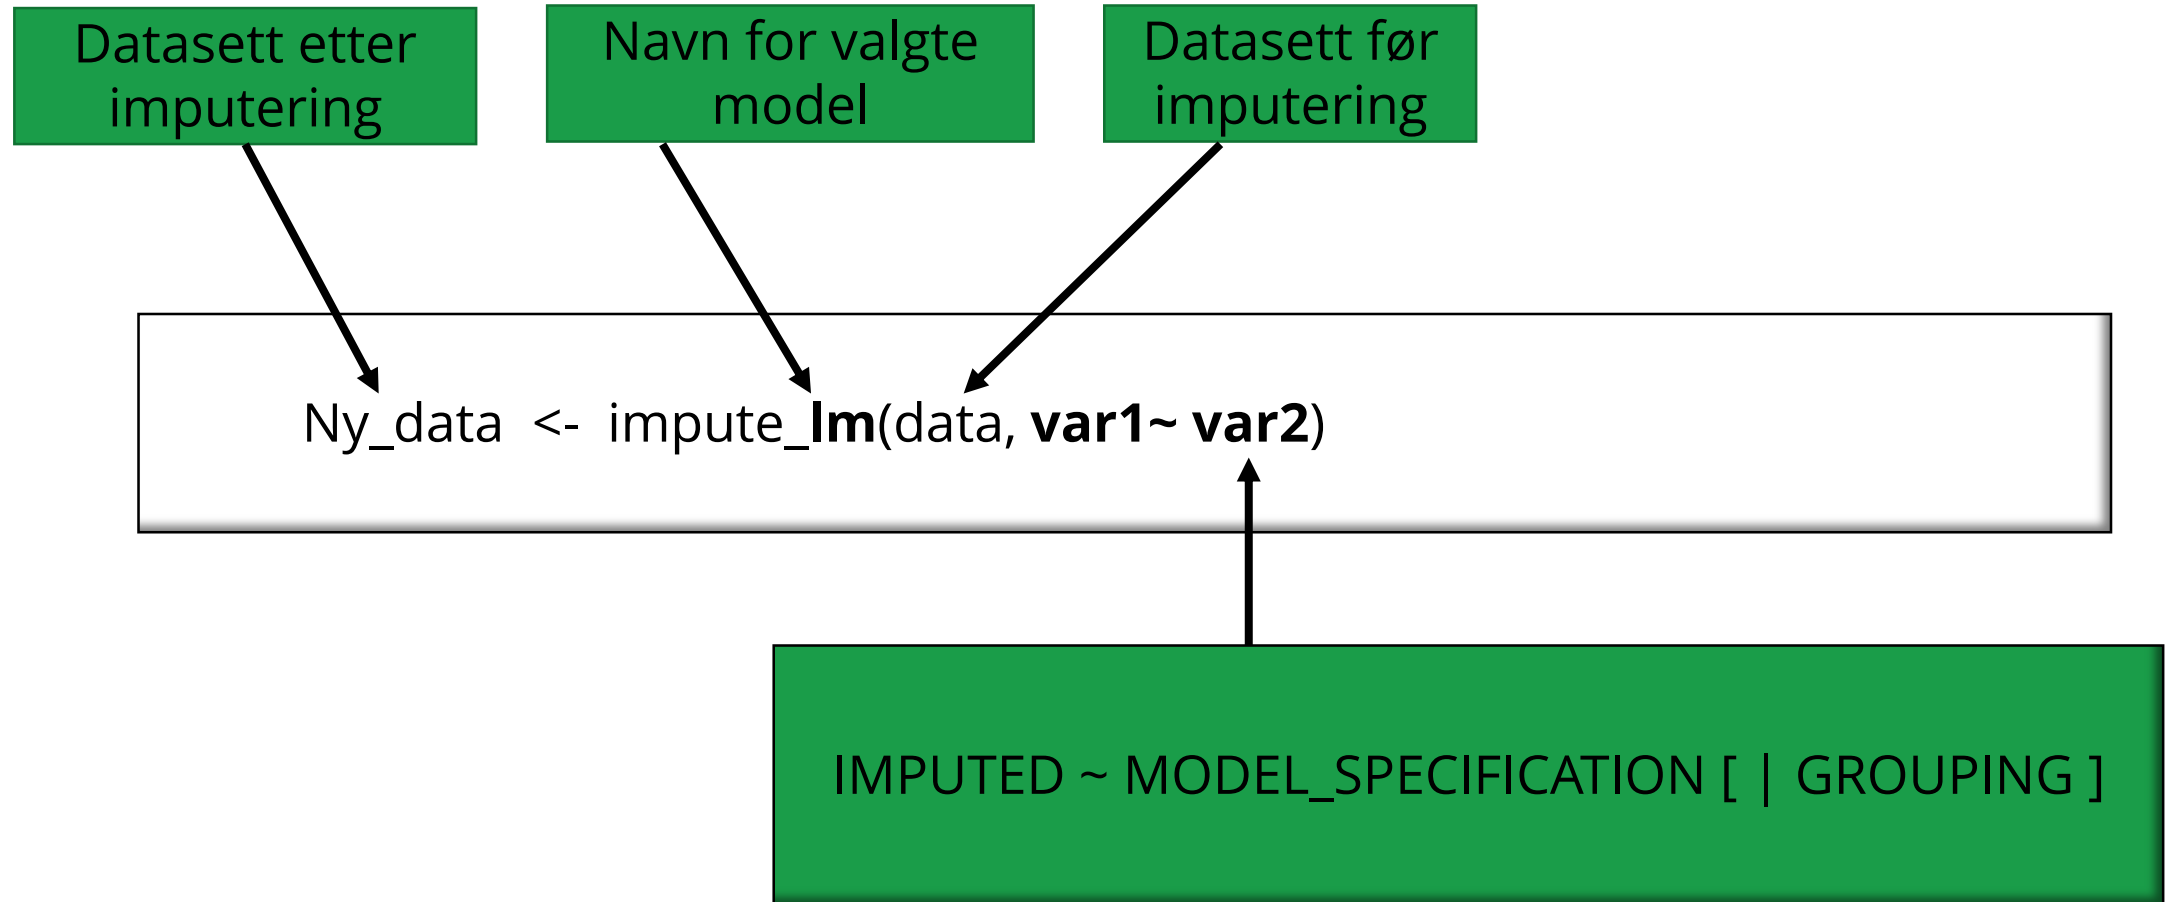 Datasett etter
imputering
Navn for valgte
model
Datasett før
imputering
Ny_data <- impute_lm(data, var1~ var2)
IMPUTED ~ MODEL_SPECIFICATION [ | GROUPING ]